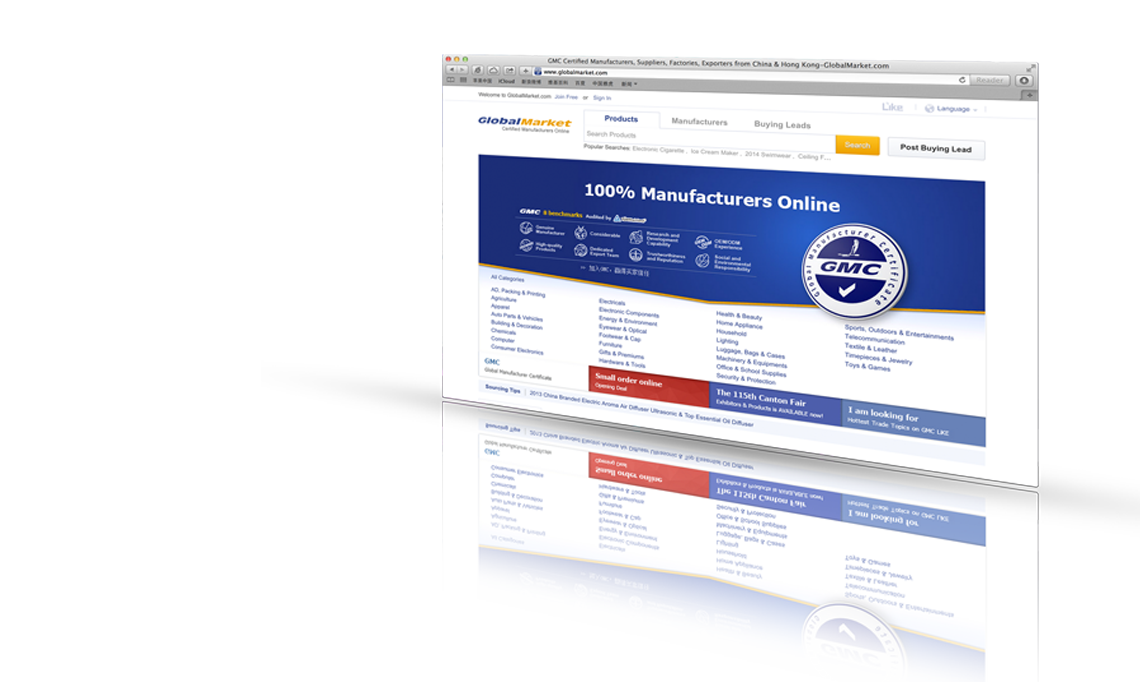 GMC Certified Manufacturers, Suppliers, Factories, Exporters from China & Hong Kong-GlobalMarket.com
www.globalmarket.com
Reader
iCloud
Welcome to GlobalMarket.com Join Free or Sign In
Like
Language
GlobalMarket
Certified Manufacturers Online
Products
Manufacturers
Buying Leads
Search Products
Search
Post Buying Lead
Popular Searches: Electronic Cigarette , Ice Cream Maker , 2014 Swimwear , Ceiling F...
100% Manufacturers Online
GMC 8 benchmarks Audited by
Genuine Manufacturer
Considerable
Research and Development Capability
OEM/ODM Experience
High-quality Products
Dedicated Export Team
Trustworthiness and Reputation
Social and Environmental Responsibility
Global Manufacturer Certificate
GMC
All Categories
AD, Packing & Printing
Agriculture
Apparel
Auto Parts & Vehicles
Building & Decoration
Chemicals
Computer
Consumer Electronics
Electricals
Electronic Components
Energy & Environment
Eyewear & Optical
Footwear & Cap
Furniture
Gifts & Premiums
Hardware & Tools
Health & Beauty
Home Appliance
Household
Lighting
Luggage, Bags & Cases
Machinery & Equipments
Office & School Supplies
Security & Protection
Sports, Outdoors & Entertainments
Telecommunication
Textile & Leather
Timepieces & Jewelry
Toys & Games
GMC
Global Manufacturer Certificate
Small order online
Opening Deal
The 115th Canton Fair
Exhibitors & Products is AVAILABLE now!
I am looking for
Hottest Trade Topics on GMC LIKE
Sourcing Tips
2013 China Branded Electric Aroma Air Diffuser Ultrasonic & Top Essential Oil Diffuser